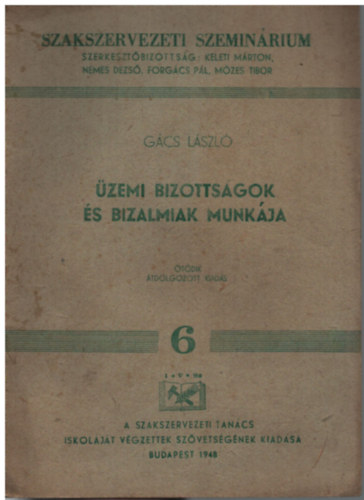 SZAKSZERVEZETI SZEMINÁRIUM
SZERKESZTŐBIZOTTSÁG: KELETI MÁRTON,
NEMES DEZSŐ, FORGÁCS PÁL, MÓZES TIBOR
GÁCS LÁSZLÓ
ÜZEMI BIZOTTSÁGOK
ÉS BIZALMIAK MUNKÁJA
ÖTÖDIK
ÁTDOLGOZOTT KIADÁS
6
A SZAKSZERVEZETI TANÁCS
ISKOLÁJÁT VÉGZETTEK SZÖVETSÉGÉNEK KIADÁSA
BUDAPEST 1948